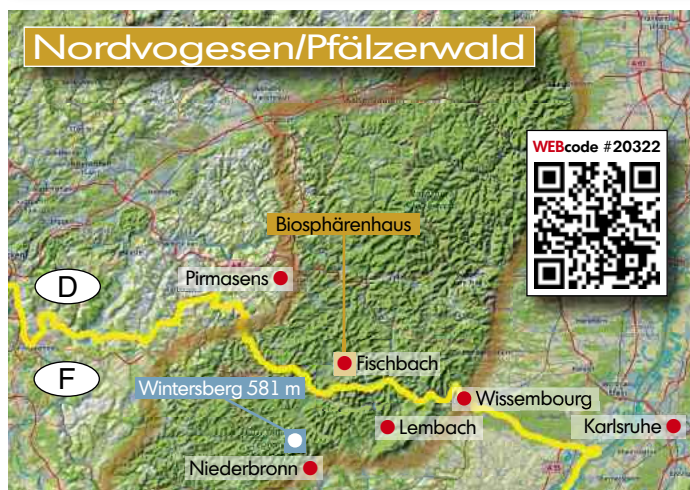 Nordvogesen/Pfälzerwald
WEBcode #20322
Biosphärenhaus
Pirmasens
D
F
Fischbach
Wintersberg 581 m
Wissembourg
Lembach
Karlsruhe
Niederbronn